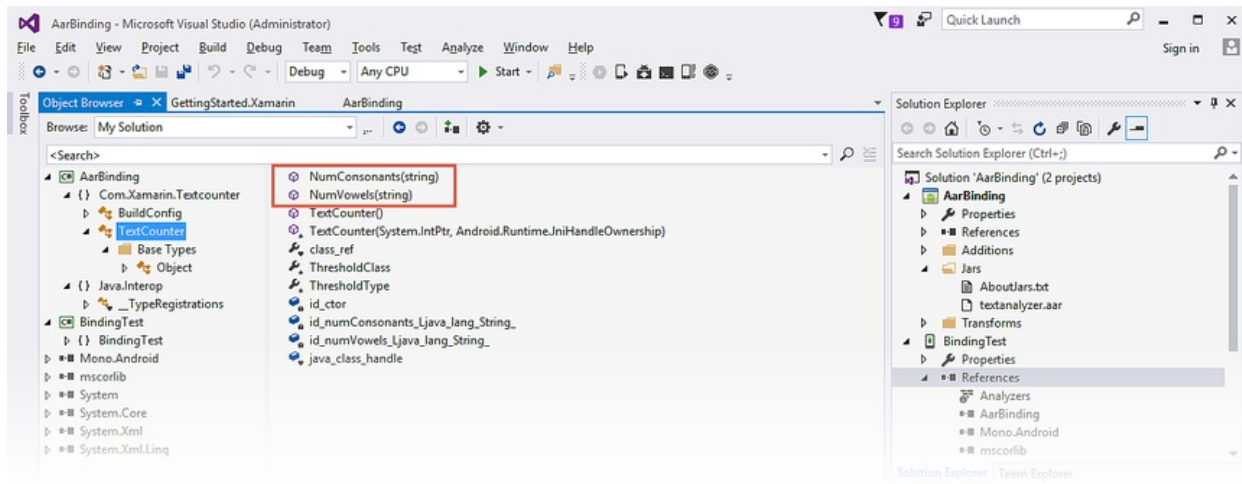 AarBinding - Microsoft Visual Studio (Administrator)
9
Quick Launch
File Edit View Project Build Debug Team Tools Test Analyze Window Help
Sign in
Debug Any CPU Start
Toolbox
Object Browser GettingStarted.Xamarin AarBinding
Browse: My Solution
<Search>
AarBinding
{} Com.Xamarin.Textcounter
BuildConfig
TextCounter
Base Types
Object
{} Java.Interop
__TypeRegistrations
BindingTest
{} BindingTest
Mono.Android
mscorlib
System
System.Core
System.Xml
System.Xml.Linq
NumConsonants(string)
NumVowels(string)
TextCounter()
TextCounter(System.IntPtr, Android.Runtime.JniHandleOwnership)
class_ref
ThresholdClass
ThresholdType
id_ctor
id_numConsonants_Ljava_lang_String_
id_numVowels_Ljava_lang_String_
java_class_handle
Solution Explorer
Search Solution Explorer (Ctrl+;)
Solution 'AarBinding' (2 projects)
AarBinding
Properties
References
Additions
Jars
AboutJars.txt
textanalyzer.aar
Transforms
BindingTest
Properties
References
Analyzers
AarBinding
Mono.Android
mscorlib
Solution Explorer Team Explorer